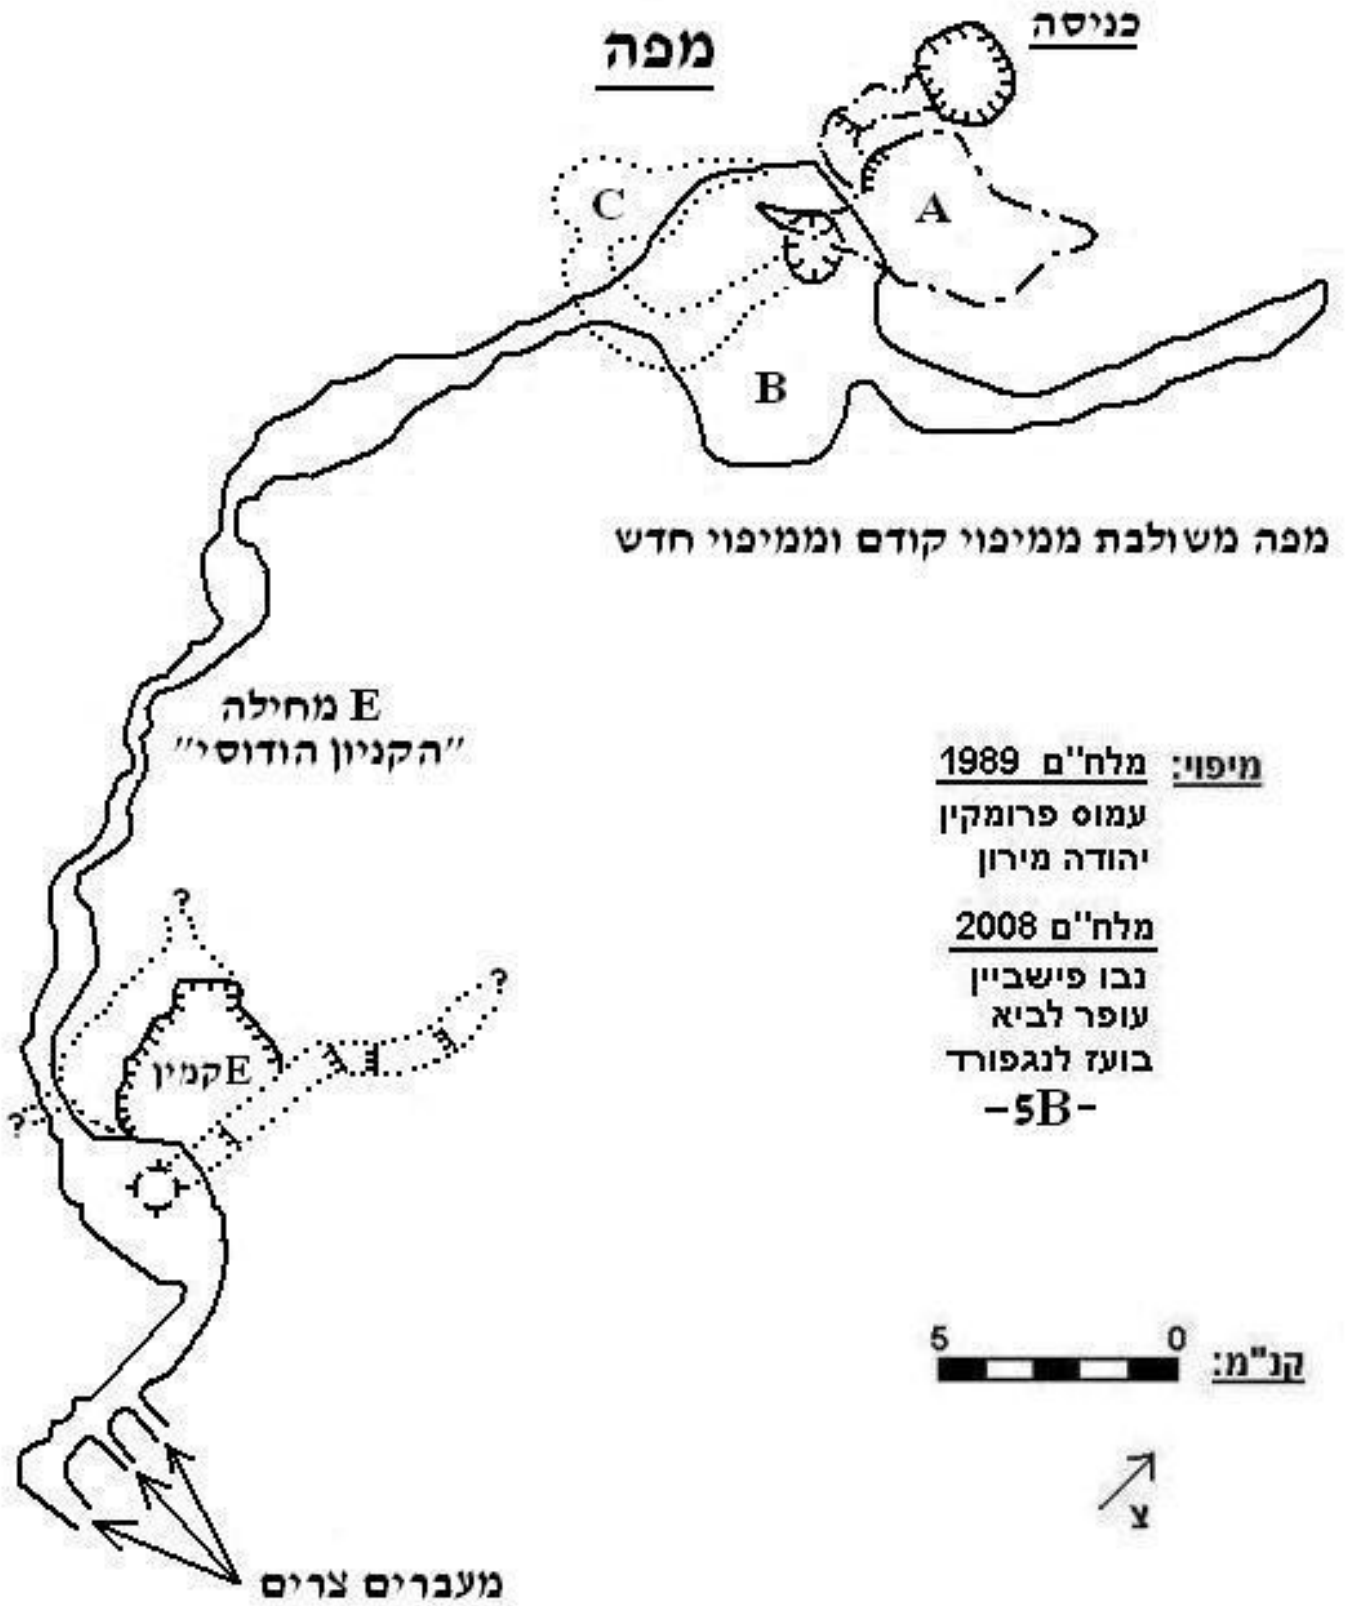 כניסה
מפה
C
A
B
מפה משולבת ממיפוי קודם וממיפוי חדש
E מחילה
"הקניון הודוסי"
מיפוי: מלח"ם 1989
עמוס פרומקין
יהודה מירון
מלח"ם 2008
נבו פישביין
עופר לביא
בועז לנגפורד
-5B-
?
?
קמיןE
?
5 0
קנ"מ:
צ
מעברים צרים